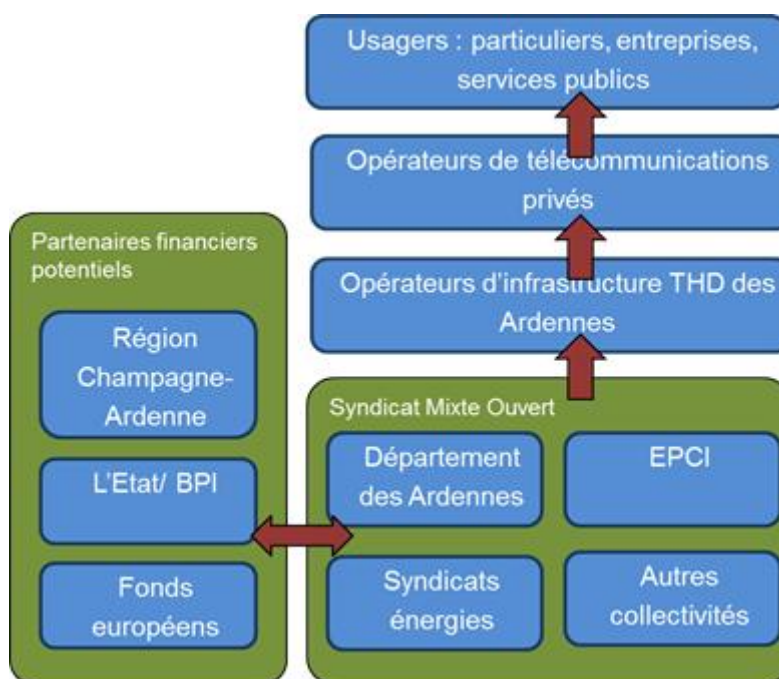 Usagers : particuliers, entreprises,
services publics
Opérateurs de télécommunications
privés
Opérateurs d'infrastructure THD des
Ardennes
Partenaires financiers
potentiels
Région
Champagne-
Ardenne
L'Etat/ BPI
Fonds
européens
Syndicat Mixte Ouvert
Département
des Ardennes
EPCI
Syndicats
énergies
Autres
collectivités